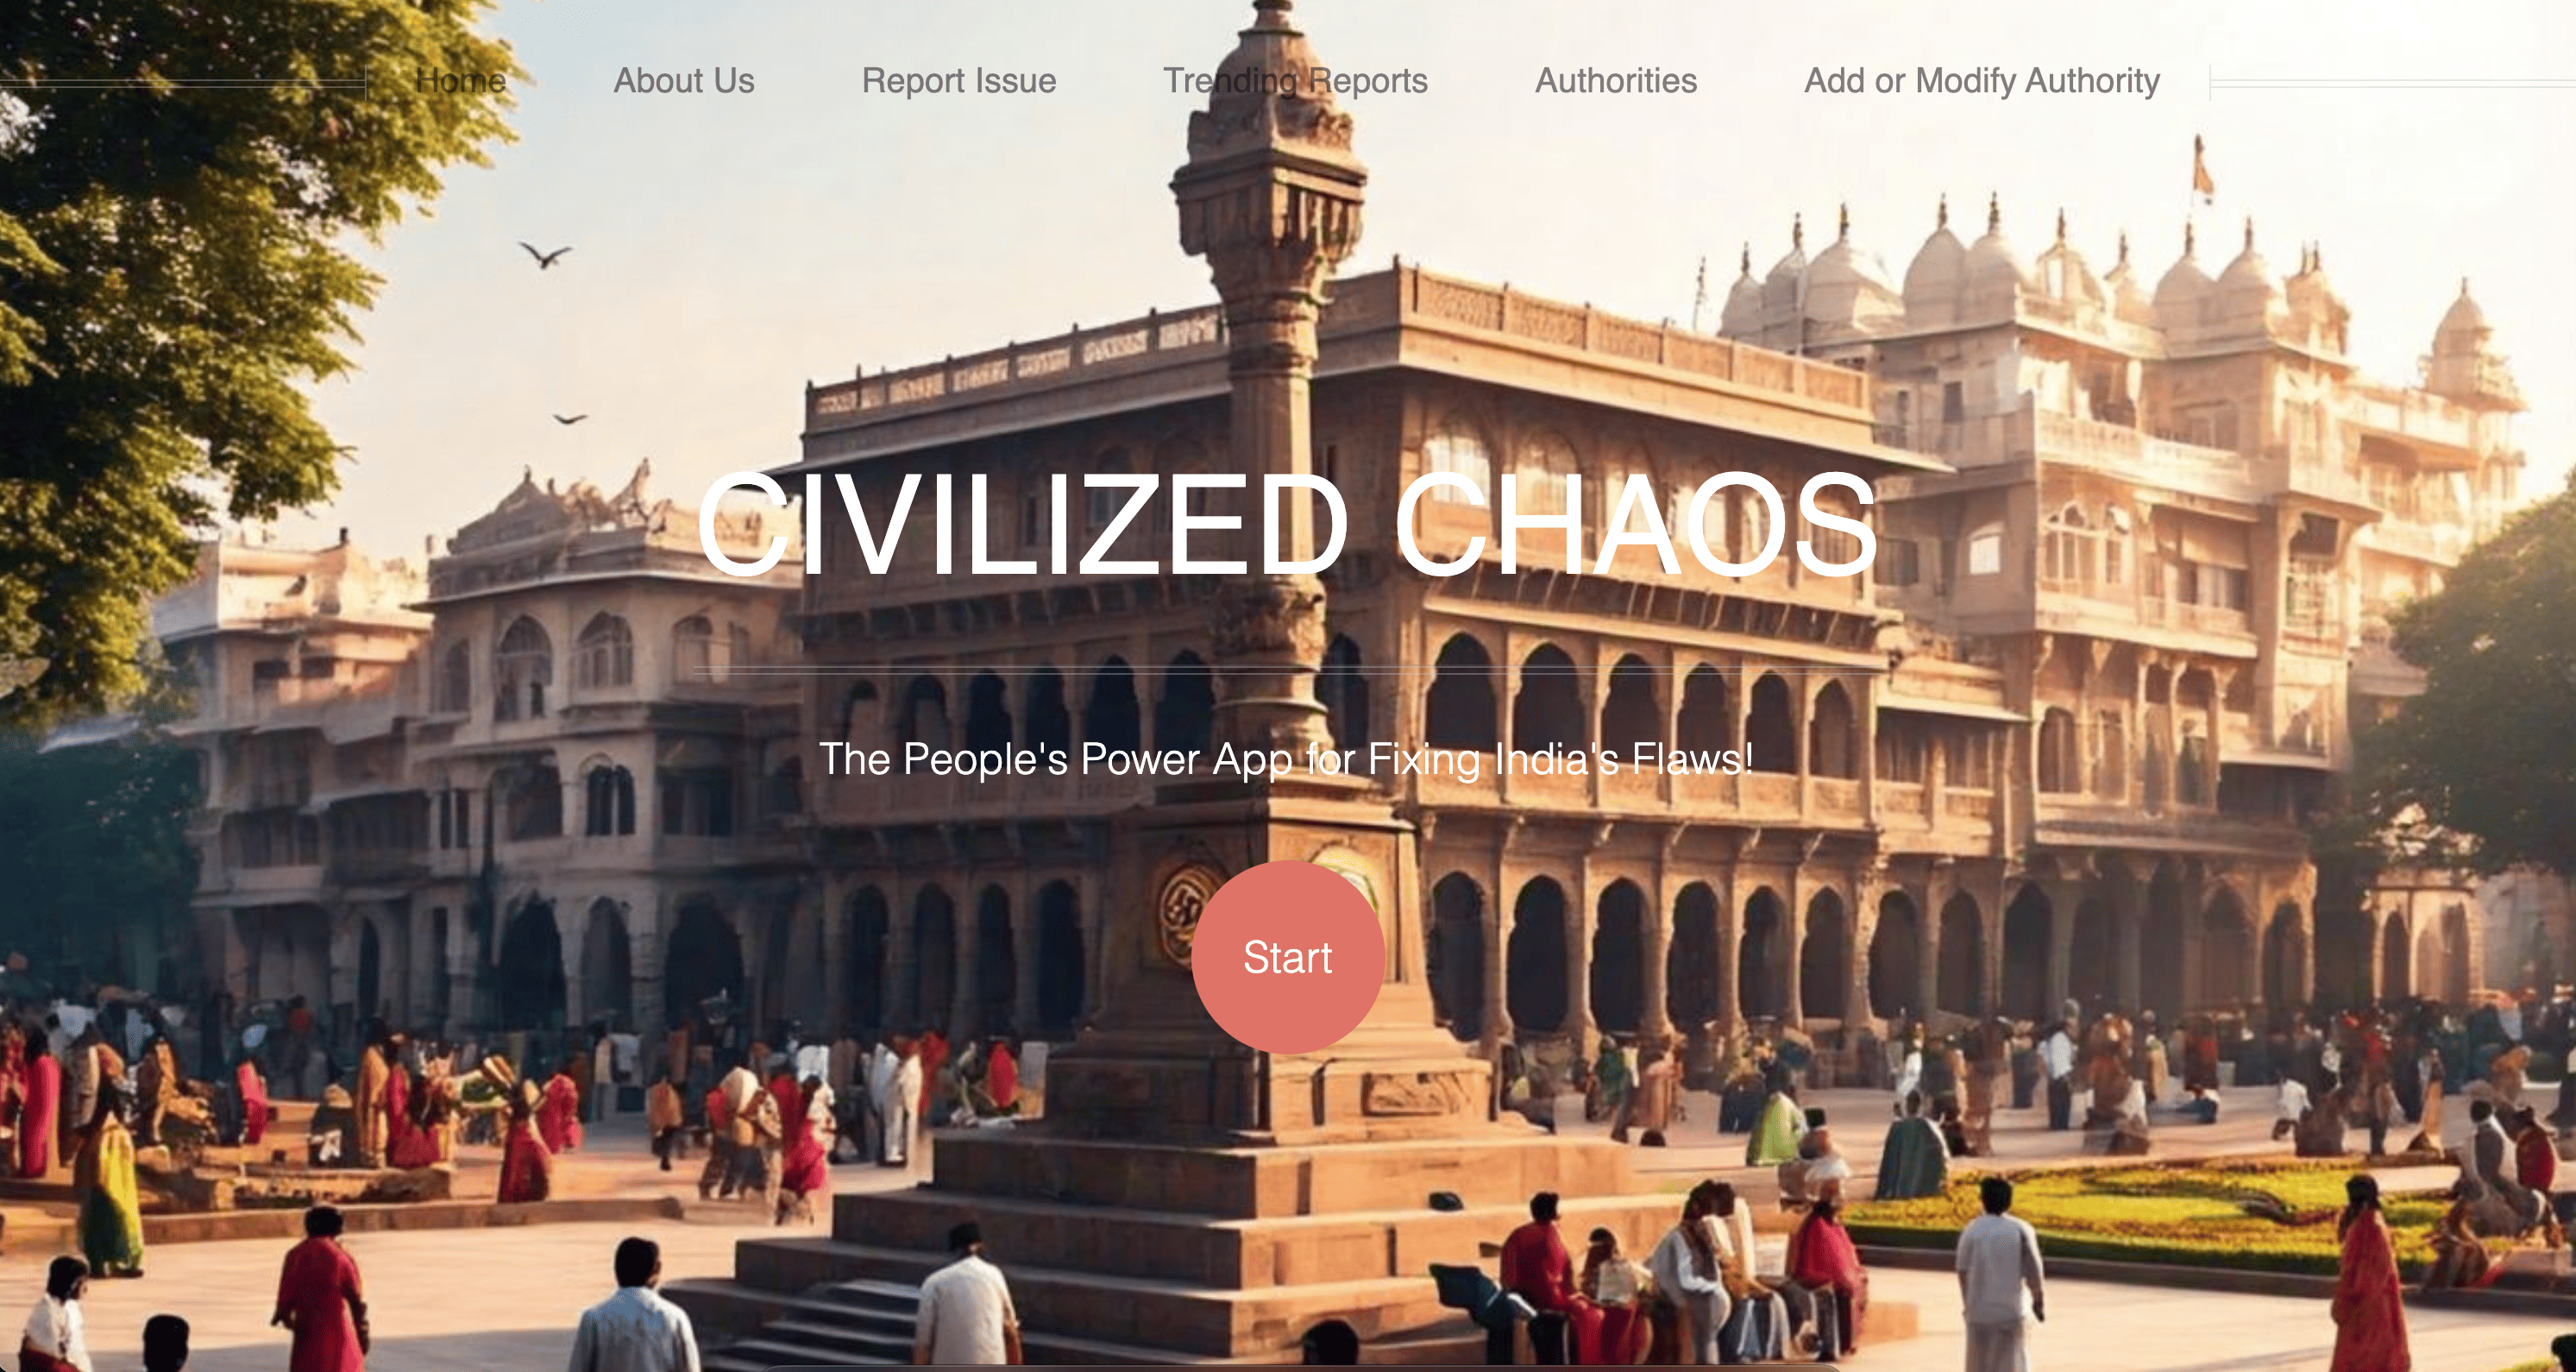 Home
About Us
Report Issue
Trending Reports
Authorities
Add or Modify Authority
CIVILIZED CHAOS
The People's Power App for Fixing India's Flaws!
Start